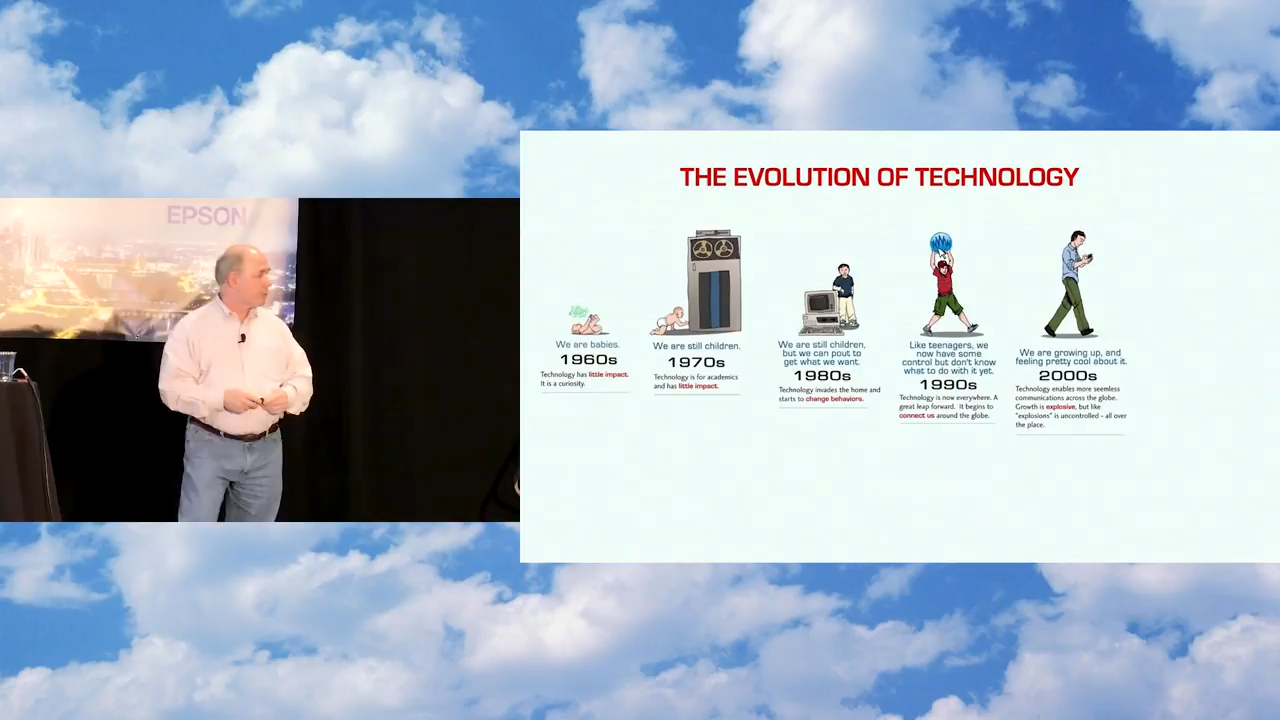 EPSON
THE EVOLUTION OF TECHNOLOGY
We are babies.
1960s
Technology has little impact.
It is a curiosity.
We are still children.
1970s
Technology is for academics
and has little impact.
We are still children,
but we can pout to
get what we want.
1980s
Technology invades the home and
starts to change behaviors.
Like teenagers, we
now have some
control but don't know
what to do with it yet.
1990s
Technology is now everywhere. A
great leap forward. It begins to
connect us around the globe.
We are growing up, and
feeling pretty cool about it.
2000s
Technology enables more seemless
communications across the globe.
Growth is explosive, but like
"explosions" is uncontrolled - all over
the place.